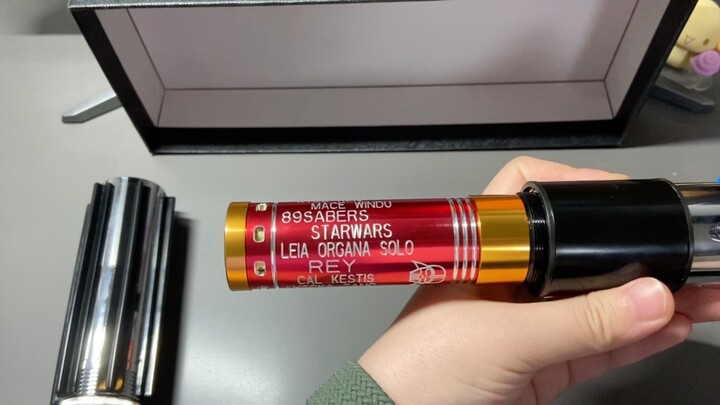 MACE WINDU
89SABERS
STARWARS
LEIA ORGANA SOLO
REY
CAL KESTIS